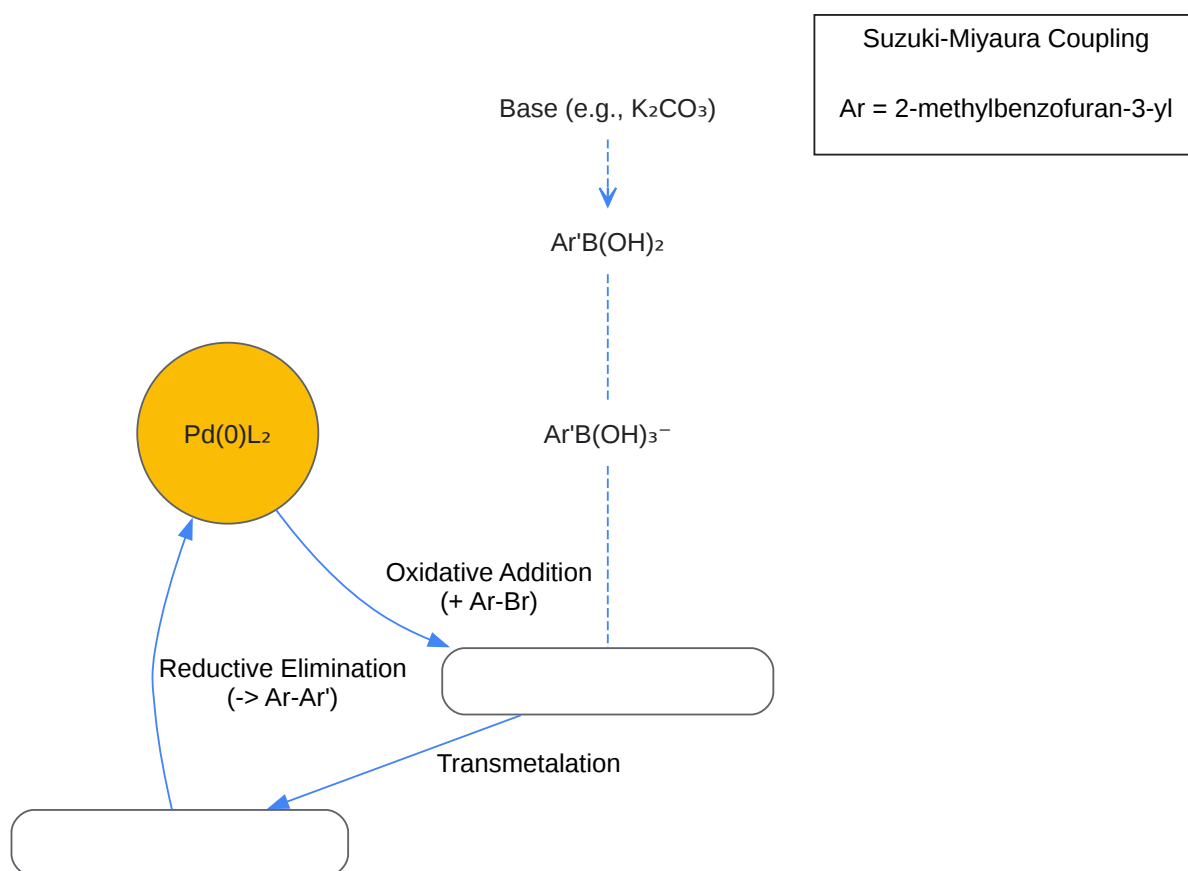 Suzuki-Miyaura Coupling
Ar = 2-methylbenzofuran-3-yl
Base (e.g., K₂CO₃)
Ar'B(OH)₂
Pd(0)L₂
Ar'B(OH)₃⁻
Oxidative Addition
(+ Ar-Br)
Reductive Elimination
(-> Ar-Ar')
Transmetalation